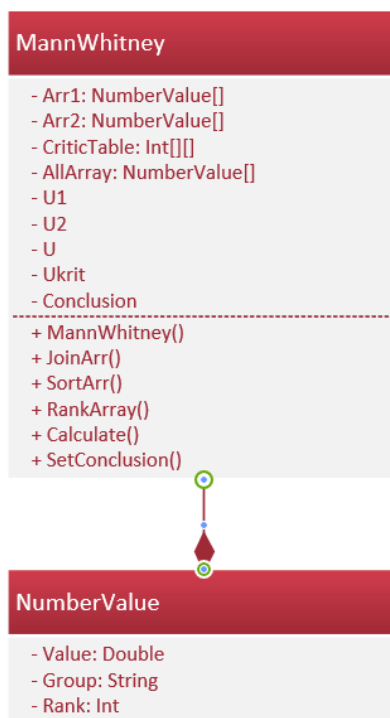 MannWhitney
- Arr1: NumberValue[]
- Arr2: NumberValue[]
- CriticTable: Int[][]
- AllArray: NumberValue[]
- U1
- U2
- U
- Ukrit
- Conclusion
+ MannWhitney()
+ JoinArr()
+ SortArr()
+ RankArray()
+ Calculate()
+ SetConclusion()
NumberValue
- Value: Double
- Group: String
- Rank: Int